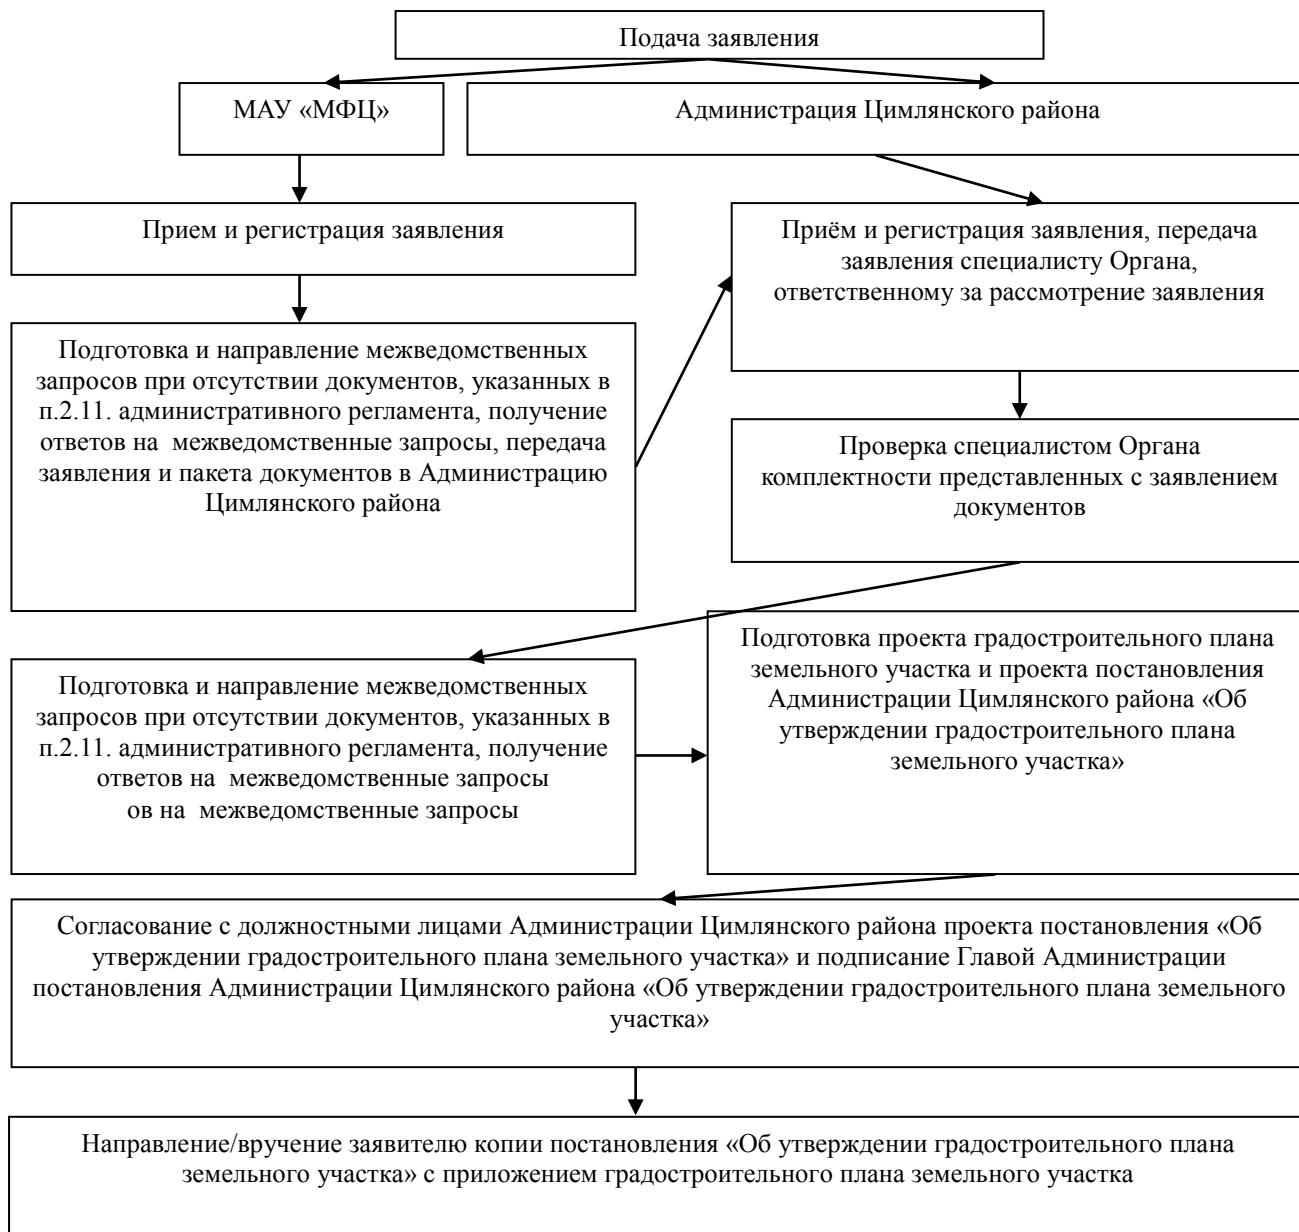 Подача заявления
МАУ «МФЦ»
Администрация Цимлянского района
Прием и регистрация заявления
Приём и регистрация заявления, передача
заявления специалисту Органа,
ответственному за рассмотрение заявления
Подготовка и направление межведомственных
запросов при отсутствии документов, указанных в
п.2.11. административного регламента, получение
ответов на межведомственные запросы, передача
заявления и пакета документов в Администрацию
Цимлянского района
Проверка специалистом Органа
комплектности представленных с заявлением
документов
Подготовка и направление межведомственных
запросов при отсутствии документов, указанных в
п.2.11. административного регламента, получение
ответов на межведомственные запросы
ов на межведомственные запросы
Подготовка проекта градостроительного плана
земельного участка и проекта постановления
Администрации Цимлянского район «Об
утверждении градостроительного плана
земельного участка»
Согласование с должностными лицами Администрации Цимлянского район проекта постановления «Об
утверждении градостроительного плана земельного участка» и подписание Главой Администрации
постановления Администрации Цимлянского район «Об утверждении градостроительного плана земельного
участка»
Направление/вручение заявителю копии постановления «Об утверждении градостроительного плана
земельного участка» с приложением градостроительного плана земельного участка